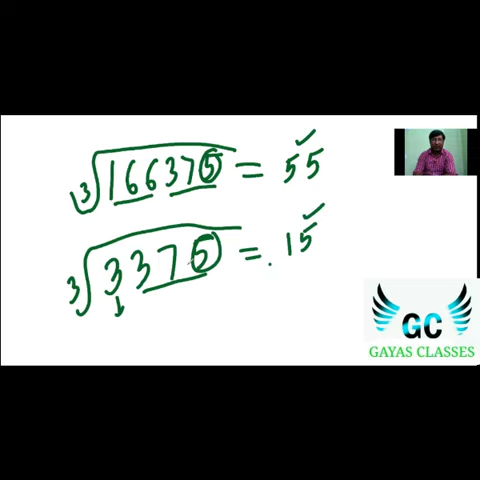 ∛166375 = 55
∛3375 = 15
GC
GAYAS CLASSES